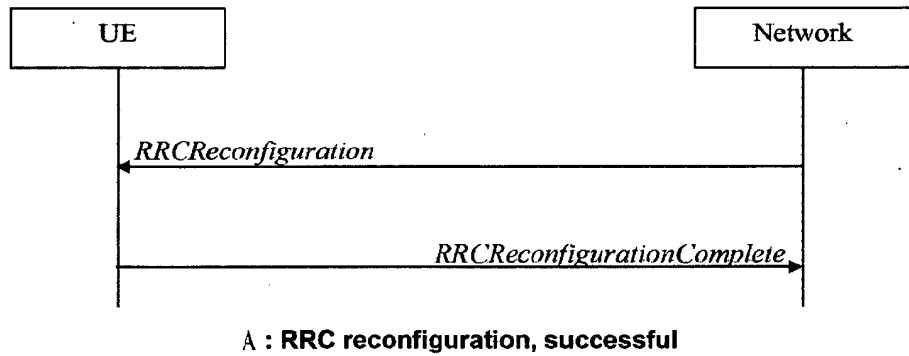 UE
Network
RRCReconfiguration
RRCReconfigurationComplete
A : RRC reconfiguration, successful